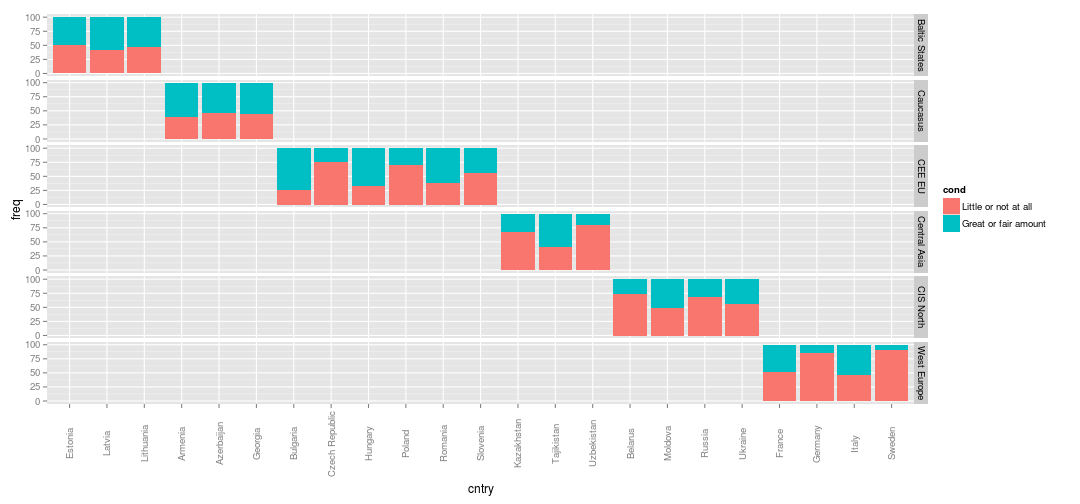 freq
100
75
50
25
0
Baltic States
100
75
50
25
0
Caucasus
100
75
50
25
0
CEE EU
100
75
50
25
0
Central Asia
100
75
50
25
0
CIS North
100
75
50
25
0
West Europe
Estonia
Latvia
Lithuania
Armenia
Azerbaijan
Georgia
Bulgaria
Czech Republic
Hungary
Poland
Romania
Slovenia
Kazakhstan
Tajikistan
Uzbekistan
Belarus
Moldova
Russia
Ukraine
France
Germany
Italy
Sweden
cntry
cond
Little or not at all
Great or fair amount